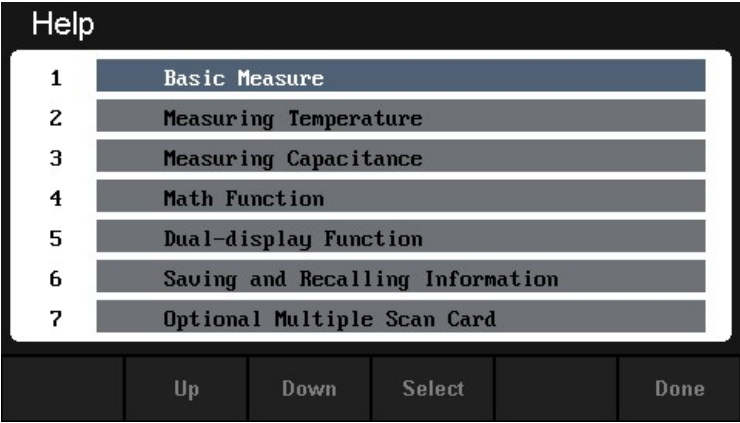 Help
1 Basic Measure
2 Measuring Temperature
3 Measuring Capacitance
4 Math Function
5 Dual-display Function
6 Saving and Recalling Information
7 Optional Multiple Scan Card
Up Down Select Done